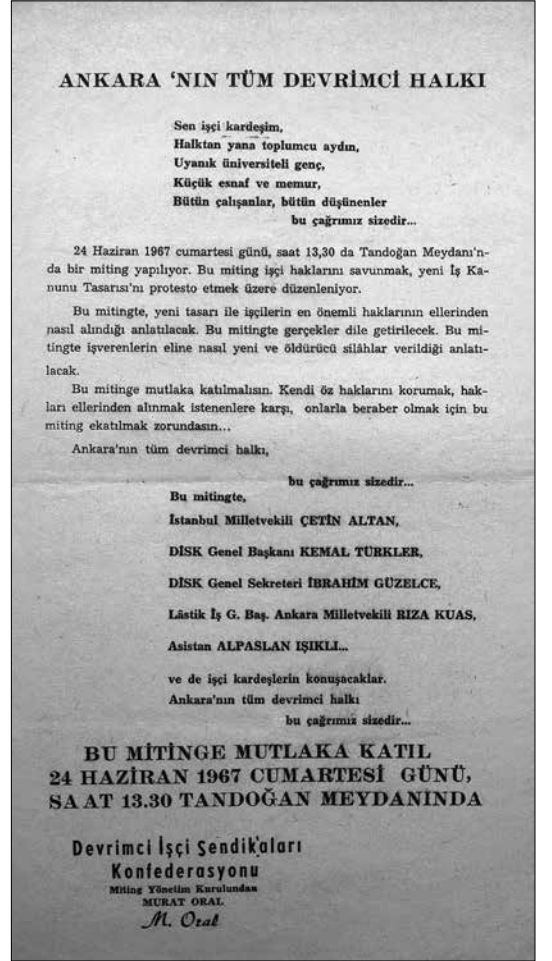 ANKARA 'NIN TÜM DEVRİMCİ HALKI
Sen işçi kardeşim,
Halktan yana toplumcu aydın,
Uyanık üniversiteli genç,
Küçük esnaf ve memur,
Bütün çalışanlar, bütün düşünenler
bu çağrımız sizedir...
24 Haziran 1967 cumartesi günü, saat 13,30 da Tandoğan Meydanı'n-
da bir miting yapılıyor. Bu miting işçi haklarını savunmak, yeni İş Ka-
nunu Tasarısı'nı protesto etmek üzere düzenleniyor.
Bu mitingte, yeni tasarı ile işçilerin en önemli haklarının ellerinden
nasıl alındığı anlatılacak. Bu mitingte gerçekler dile getirilecek. Bu mi-
tingte işverenlerin eline nasıl yeni ve öldürücü silâhlar verildiği anlatı-
lacak.
Bu mitinge mutlaka katılmalısın. Kendi öz haklarını korumak, hak-
ları ellerinden alınmak istenenlere karşı, onlarla beraber olmak için bu
miting ekatılmak zorundasın...
Ankara'nın tüm devrimci halkı,
bu çağrımız sizedir...
Bu mitingte,
İstanbul Milletvekili ÇETİN ALTAN,
DİSK Genel Başkanı KEMAL TÜRKLER,
DİSK Genel Sekreteri İBRAHİM GÜZELCE,
Lâstik İş G. Baş. Ankara Milletvekili RIZA KUAS,
Asistan ALPASLAN IŞIKLI...
ve de işçi kardeşlerin konuşacaklar.
Ankara'nın tüm devrimci halkı
bu çağrımız sizedir...
BU MİTİNGE MUTLAKA KATIL
24 HAZİRAN 1967 CUMARTESİ GÜNÜ,
SAAT 13.30 TANDOĞAN MEYDANINDA
Devrimci İşçi Sendikaları
Konfederasyonu
Miting Yönetim Kurulundan
MURAT ORAL
M. Oral